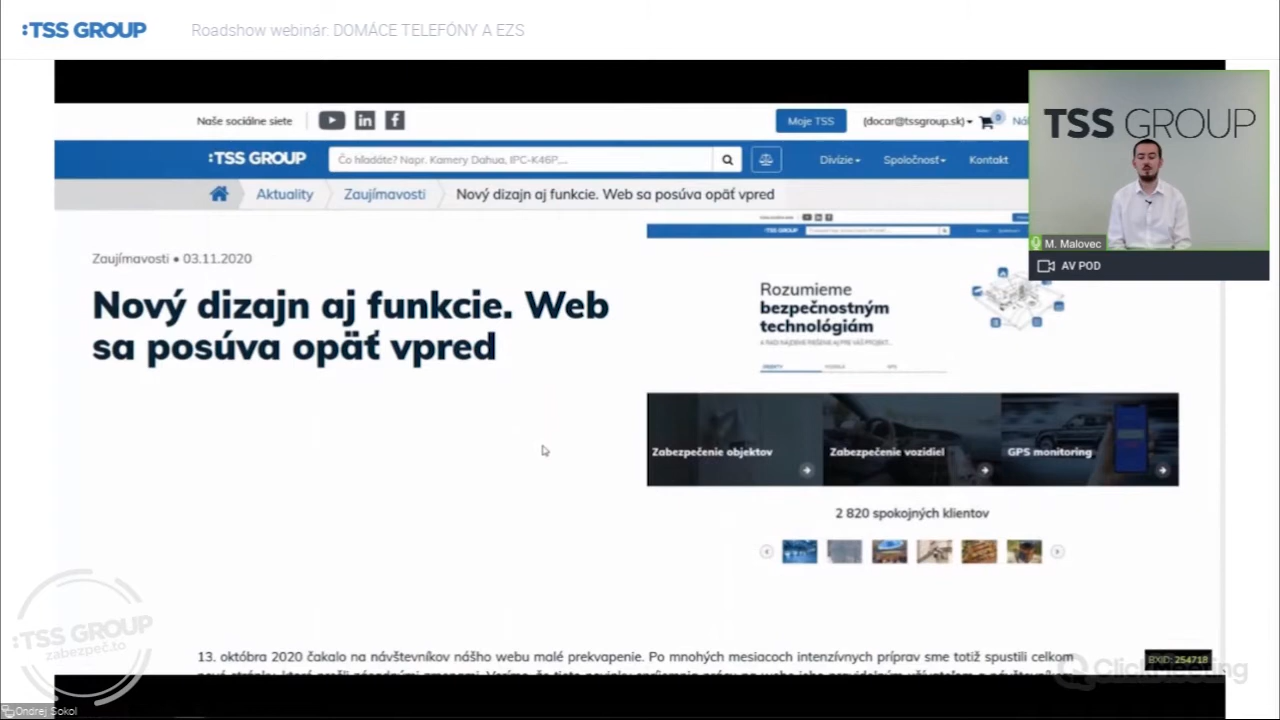 :TSS GROUP
Roadshow webinár: DOMÁCE TELEFÓNY A EZS
Naše sociálne siete
Moje TSS
(docar@tssgroup.sk)
0
:TSS GROUP
Čo hľadáte? Napr. Kamery Dahua, IPC-K46P,...
Divízie
Spoločnosť
Kontakt
TSS GROUP
M. Malovec
AV POD
Aktuality
Zaujímavosti
Nový dizajn aj funkcie. Web sa posúva opäť vpred
Zaujímavosti • 03.11.2020
Nový dizajn aj funkcie. Web
sa posúva opäť vpred
:TSS GROUP
Rozumieme
bezpečnostným
technológiám
Zabezpečenie objektov
Zabezpečenie vozidiel
GPS monitoring
2 820 spokojných klientov
13. októbra 2020 čakalo na návštevníkov nášho webu malé prekvapenie. Po mnohých mesiacoch intenzívnych príprav sme totiž spustili celkom
:TSS GROUP
zabezpeč.to
BXID: 254718
ClickMeeting
Ondrej Sokol